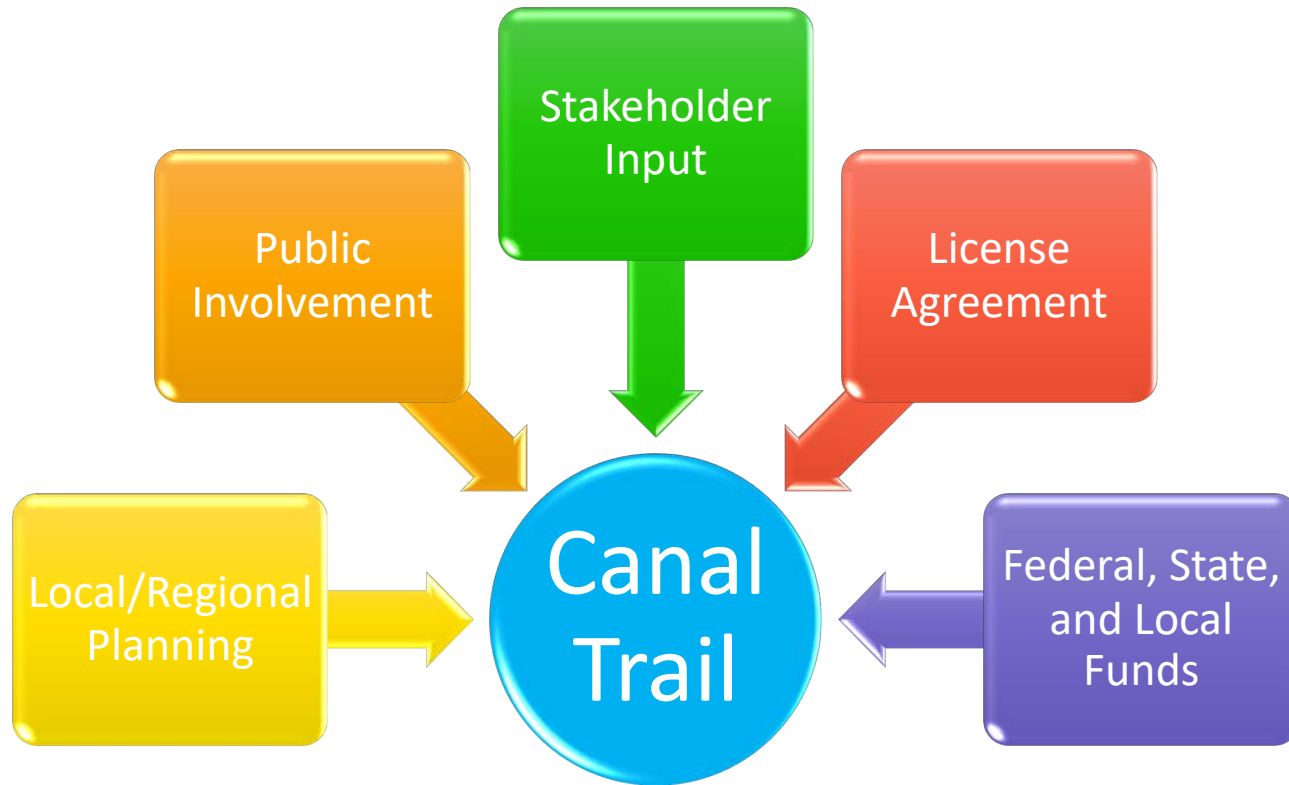 Stakeholder
Input
Public
Involvement
License
Agreement
Local/Regional
Planning
Canal
Trail
Federal, State,
and Local
Funds